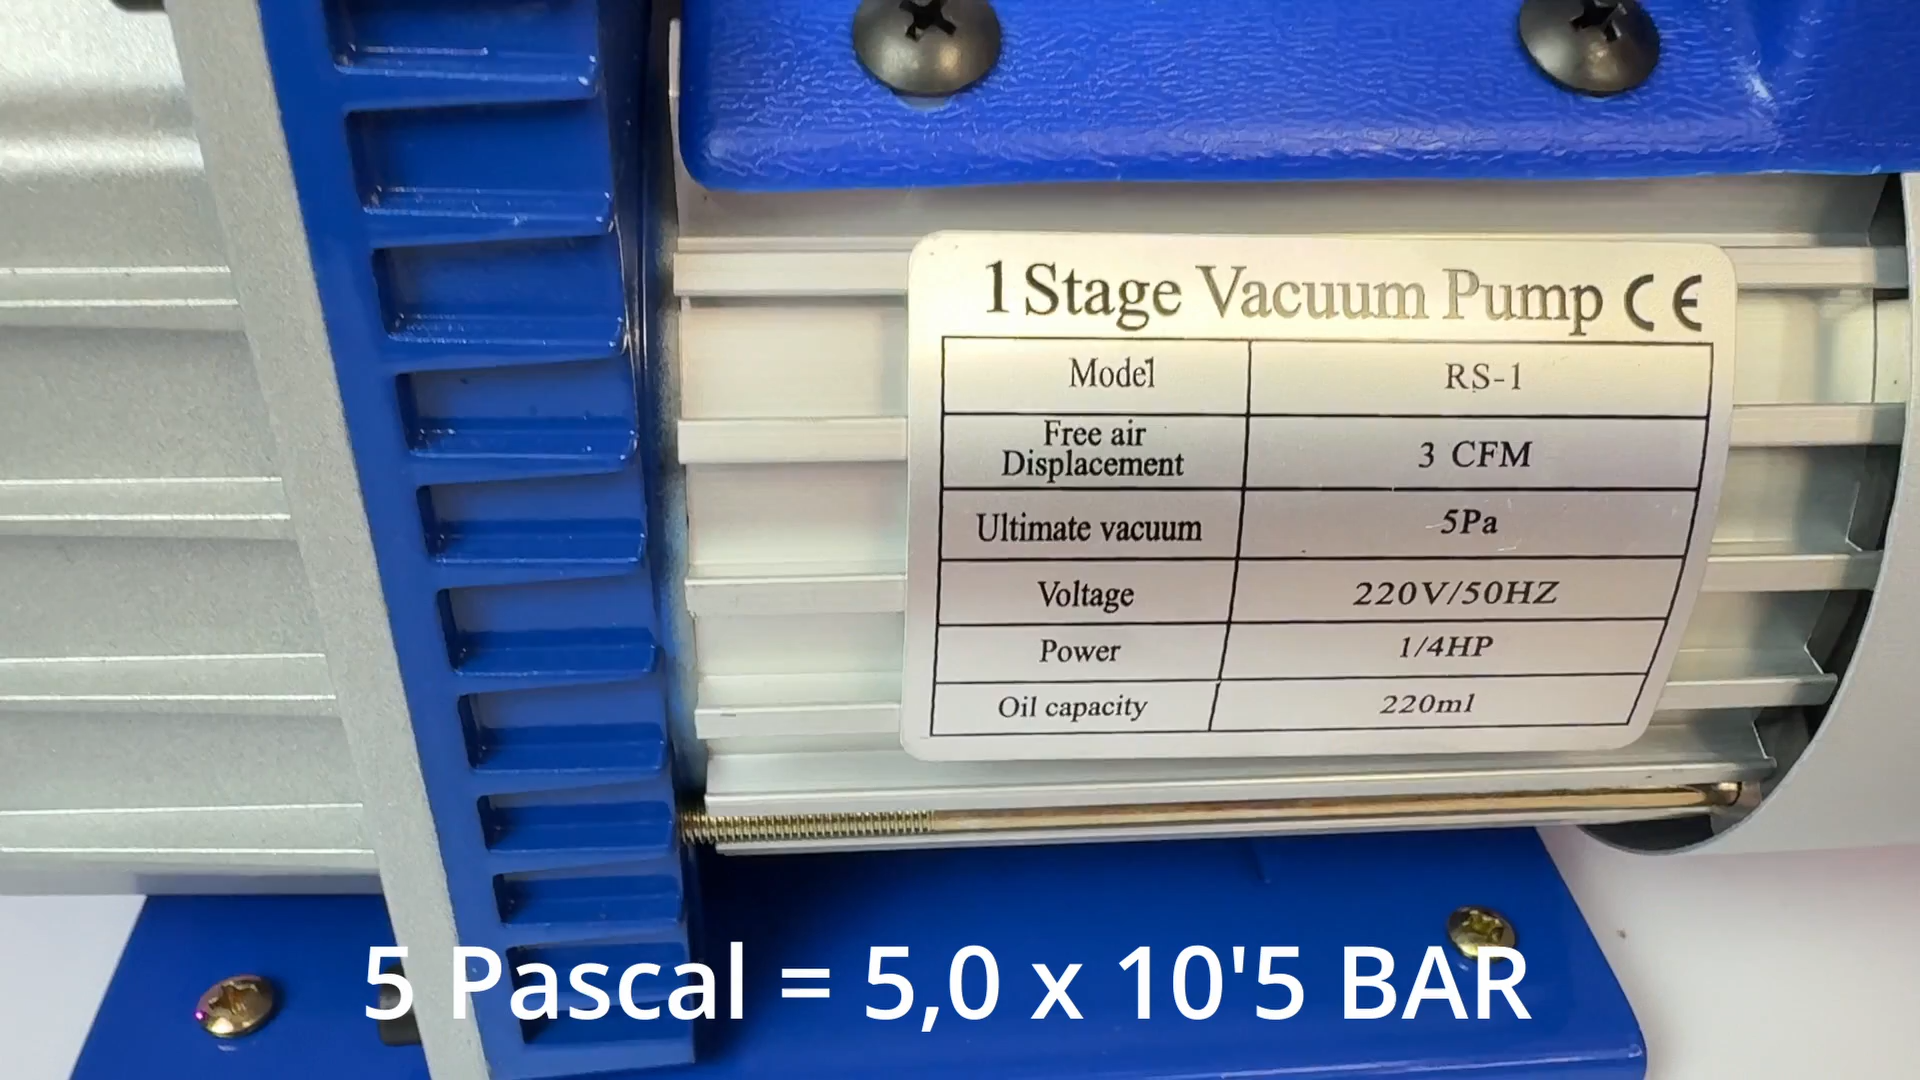 1 Stage Vacuum Pump CE
Model RS-1
Free air
Displacement 3 CFM
Ultimate vacuum 5Pa
Voltage 220V/50HZ
Power 1/4HP
Oil capacity 220ml
5 Pascal = 5,0 x 10'5 BAR